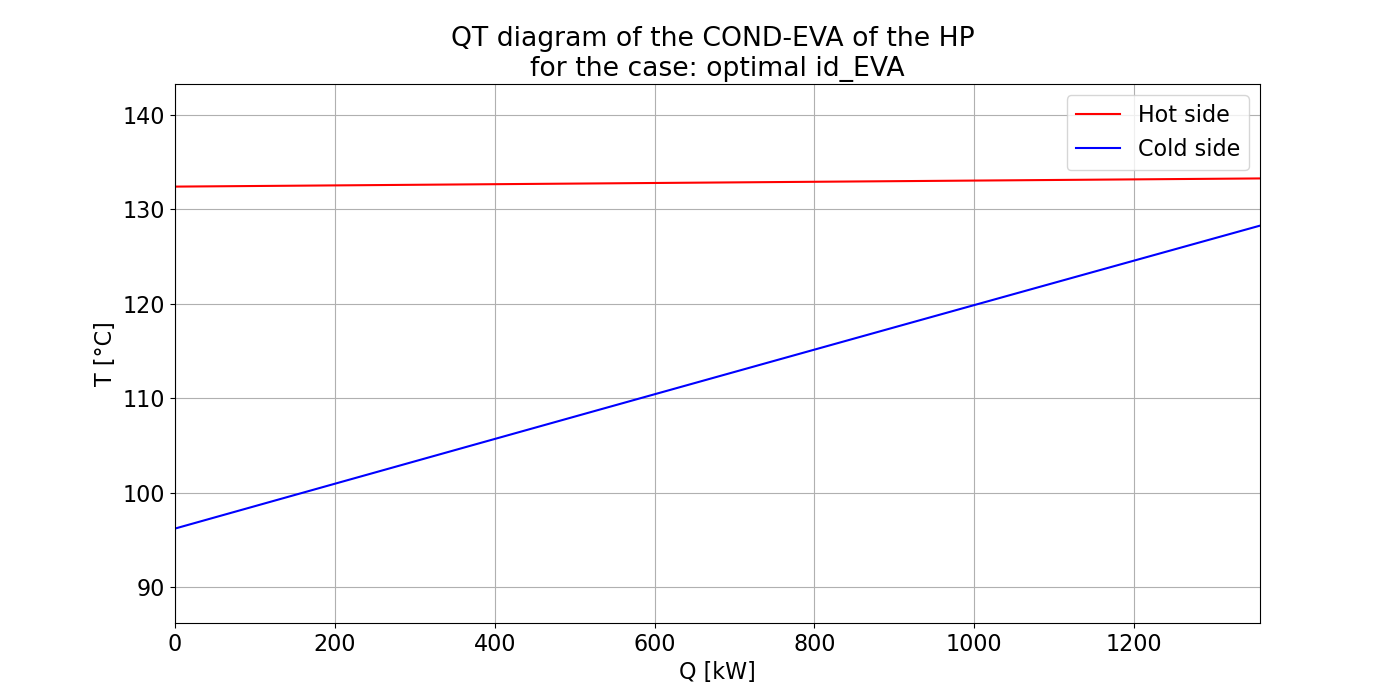 QT diagram of the COND-EVA of the HP
for the case: optimal id_EVA
Hot side
Cold side
T [°C]
140
130
120
110
100
90
0 200 400 600 800 1000 1200
Q [kW]